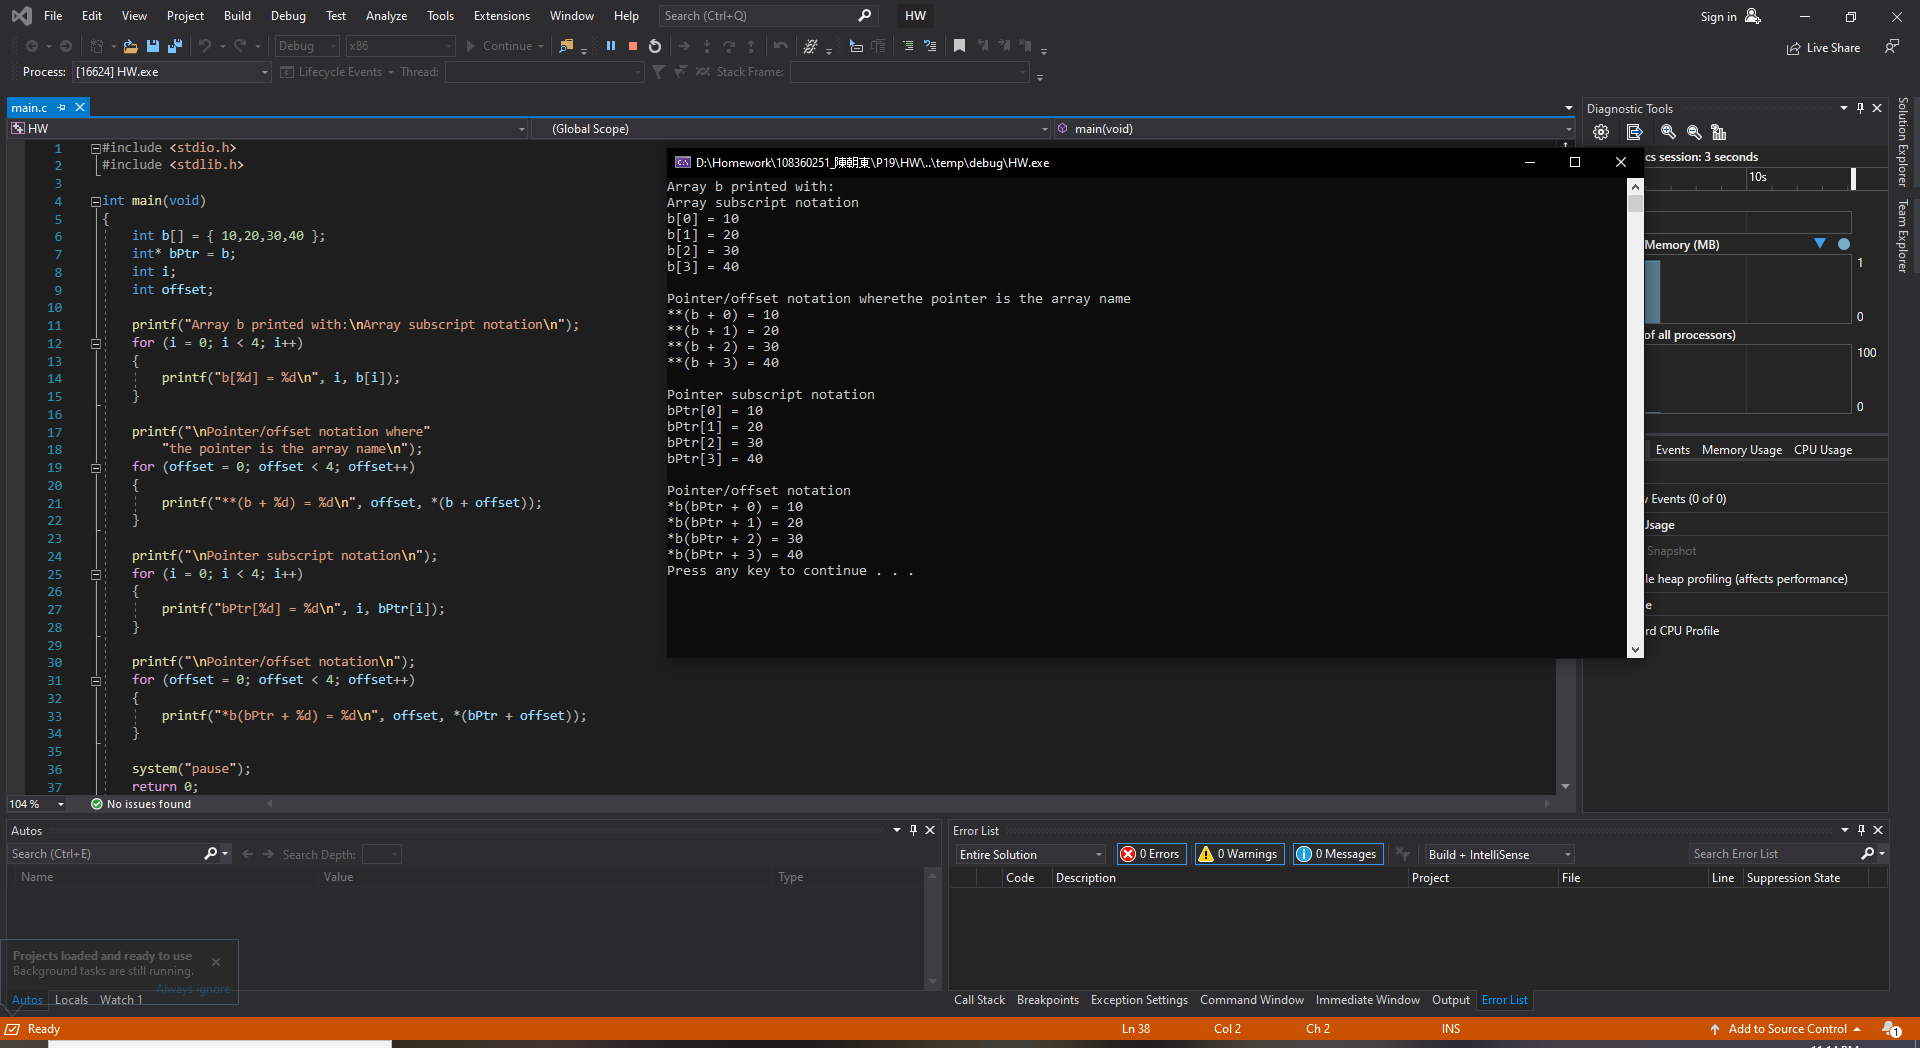 File Edit View Project Build Debug Test Analyze Tools Extensions Window Help Search (Ctrl+Q) HW Sign in
Debug x86 Continue Live Share
Process: [16624] HW.exe Lifecycle Events Thread: Stack Frame:
main.c
HW (Global Scope) main(void)
1 #include <stdio.h>
2 #include <stdlib.h>
3
4 int main(void)
5 {
6 int b[] = { 10,20,30,40 };
7 int* bPtr = b;
8 int i;
9 int offset;
10
11 printf("Array b printed with:\nArray subscript notation\n");
12 for (i = 0; i < 4; i++)
13 {
14 printf("b[%d] = %d\n", i, b[i]);
15 }
16
17 printf("\nPointer/offset notation where"
18 "the pointer is the array name\n");
19 for (offset = 0; offset < 4; offset++)
20 {
21 printf("**(b + %d) = %d\n", offset, *(b + offset));
22 }
23
24 printf("\nPointer subscript notation\n");
25 for (i = 0; i < 4; i++)
26 {
27 printf("bPtr[%d] = %d\n", i, bPtr[i]);
28 }
29
30 printf("\nPointer/offset notation\n");
31 for (offset = 0; offset < 4; offset++)
32 {
33 printf("*b(bPtr + %d) = %d\n", offset, *(bPtr + offset));
34 }
35
36 system("pause");
37 return 0;
104 % No issues found
D:\Homework\108360251_陳朝東\P19\HW\..\temp\debug\HW.exe
Array b printed with:
Array subscript notation
b[0] = 10
b[1] = 20
b[2] = 30
b[3] = 40
Pointer/offset notation wherethe pointer is the array name
**(b + 0) = 10
**(b + 1) = 20
**(b + 2) = 30
**(b + 3) = 40
Pointer subscript notation
bPtr[0] = 10
bPtr[1] = 20
bPtr[2] = 30
bPtr[3] = 40
Pointer/offset notation
*b(bPtr + 0) = 10
*b(bPtr + 1) = 20
*b(bPtr + 2) = 30
*b(bPtr + 3) = 40
Press any key to continue . . .
Diagnostic Tools
cs session: 3 seconds
10s
Memory (MB)
1
0
of all processors)
100
0
Events Memory Usage CPU Usage
Events (0 of 0)
Usage
Snapshot
le heap profiling (affects performance)
e
rd CPU Profile
Solution Explorer
Team Explorer
Autos
Search (Ctrl+E) Search Depth:
Name Value Type
Projects loaded and ready to use
Background tasks are still running.
Always ignore
Autos Locals Watch 1
Error List
Entire Solution 0 Errors 0 Warnings 0 Messages Build + IntelliSense Search Error List
Code Description Project File Line Suppression State
Call Stack Breakpoints Exception Settings Command Window Immediate Window Output Error List
Ready Ln 38 Col 2 Ch 2 INS Add to Source Control 1